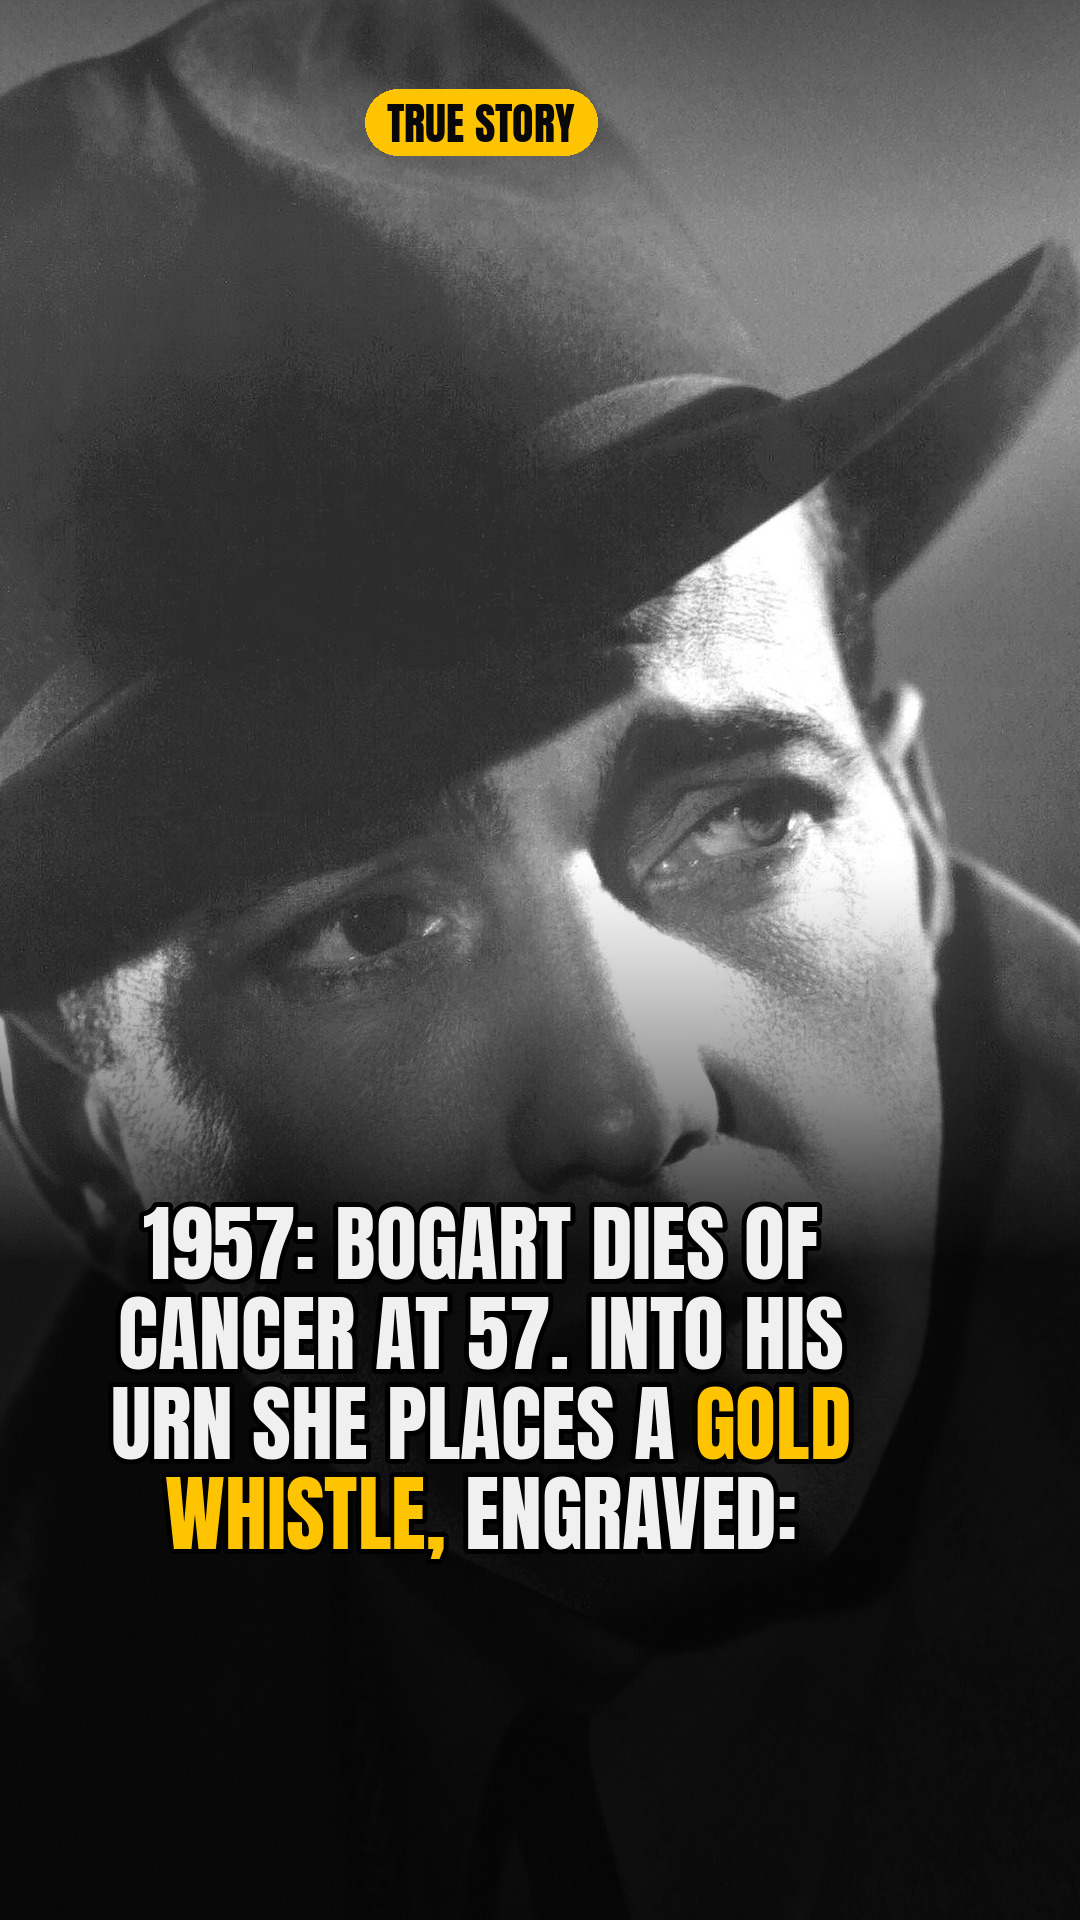 TRUE STORY
1957: BOGART DIES OF
CANCER AT 57. INTO HIS
URN SHE PLACES A GOLD
WHISTLE, ENGRAVED: